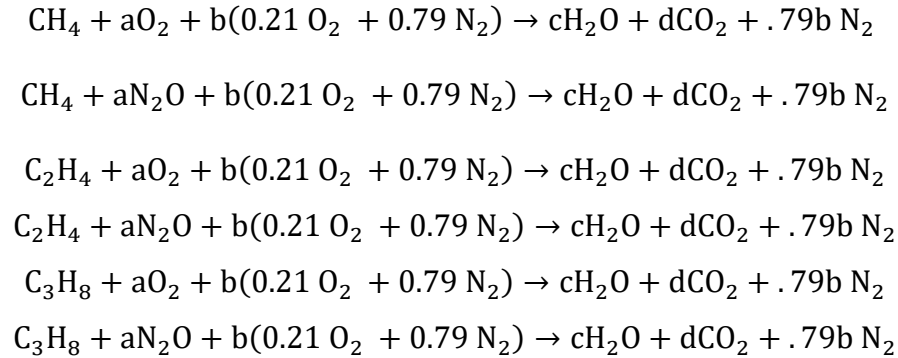 CH₄ + aO₂ + b(0.21 O₂ + 0.79 N₂) → cH₂O + dCO₂ + .79b N₂
CH₄ + aN₂O + b(0.21 O₂ + 0.79 N₂) → cH₂O + dCO₂ + .79b N₂
C₂H₄ + aO₂ + b(0.21 O₂ + 0.79 N₂) → cH₂O + dCO₂ + .79b N₂
C₂H₄ + aN₂O + b(0.21 O₂ + 0.79 N₂) → cH₂O + dCO₂ + .79b N₂
C₃H₈ + aO₂ + b(0.21 O₂ + 0.79 N₂) → cH₂O + dCO₂ + .79b N₂
C₃H₈ + aN₂O + b(0.21 O₂ + 0.79 N₂) → cH₂O + dCO₂ + .79b N₂